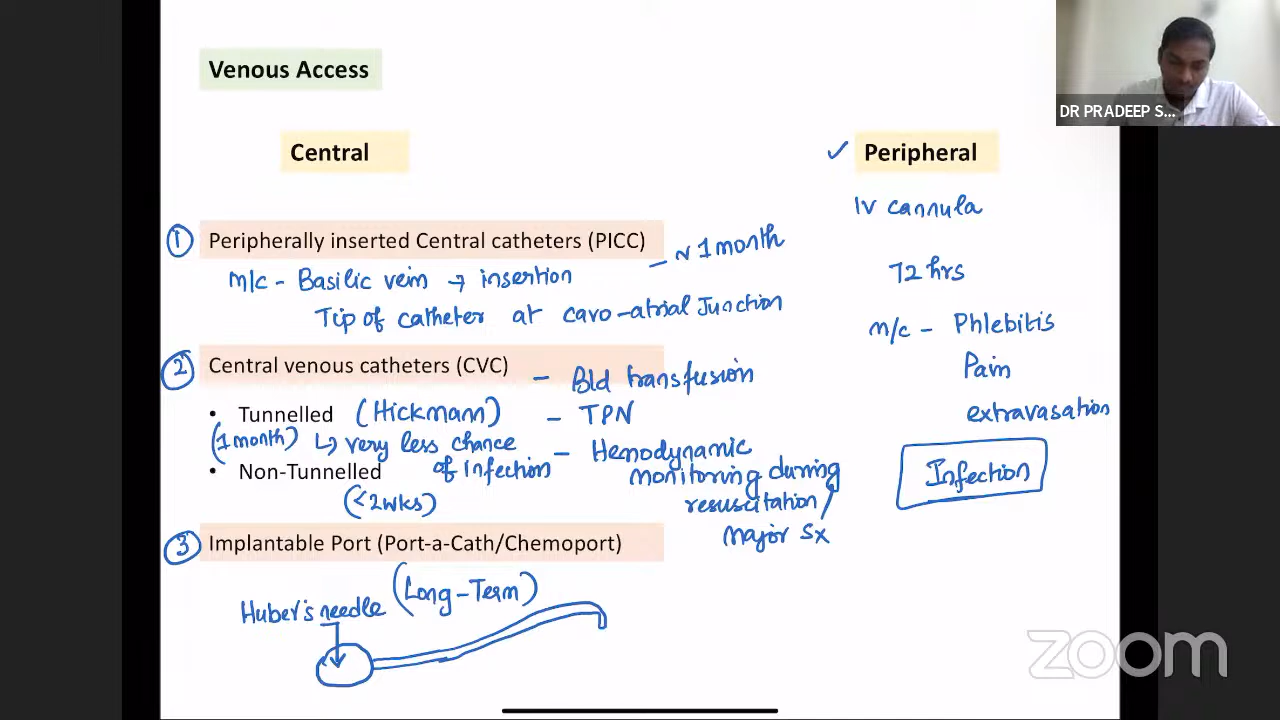 DR PRADEEP S...
Venous Access
Central
① Peripherally inserted Central catheters (PICC)
~ 1 month
m/c - Basilic vein → insertion
Tip of catheter at cavo-atrial Junction
② Central venous catheters (CVC)
- Bld transfusion
- TPN
- Hemodynamic
monitoring during
resuscitation /
major Sx
• Tunnelled (Hickmann)
(1 month) ↳ very less chance
of infection
• Non-Tunnelled
(<2wks)
③ Implantable Port (Port-a-Cath/Chemoport)
(Long-Term)
Huber's needle
✓ Peripheral
IV cannula
72 hrs
m/c - Phlebitis
Pain
extravasation
Infection
zoom